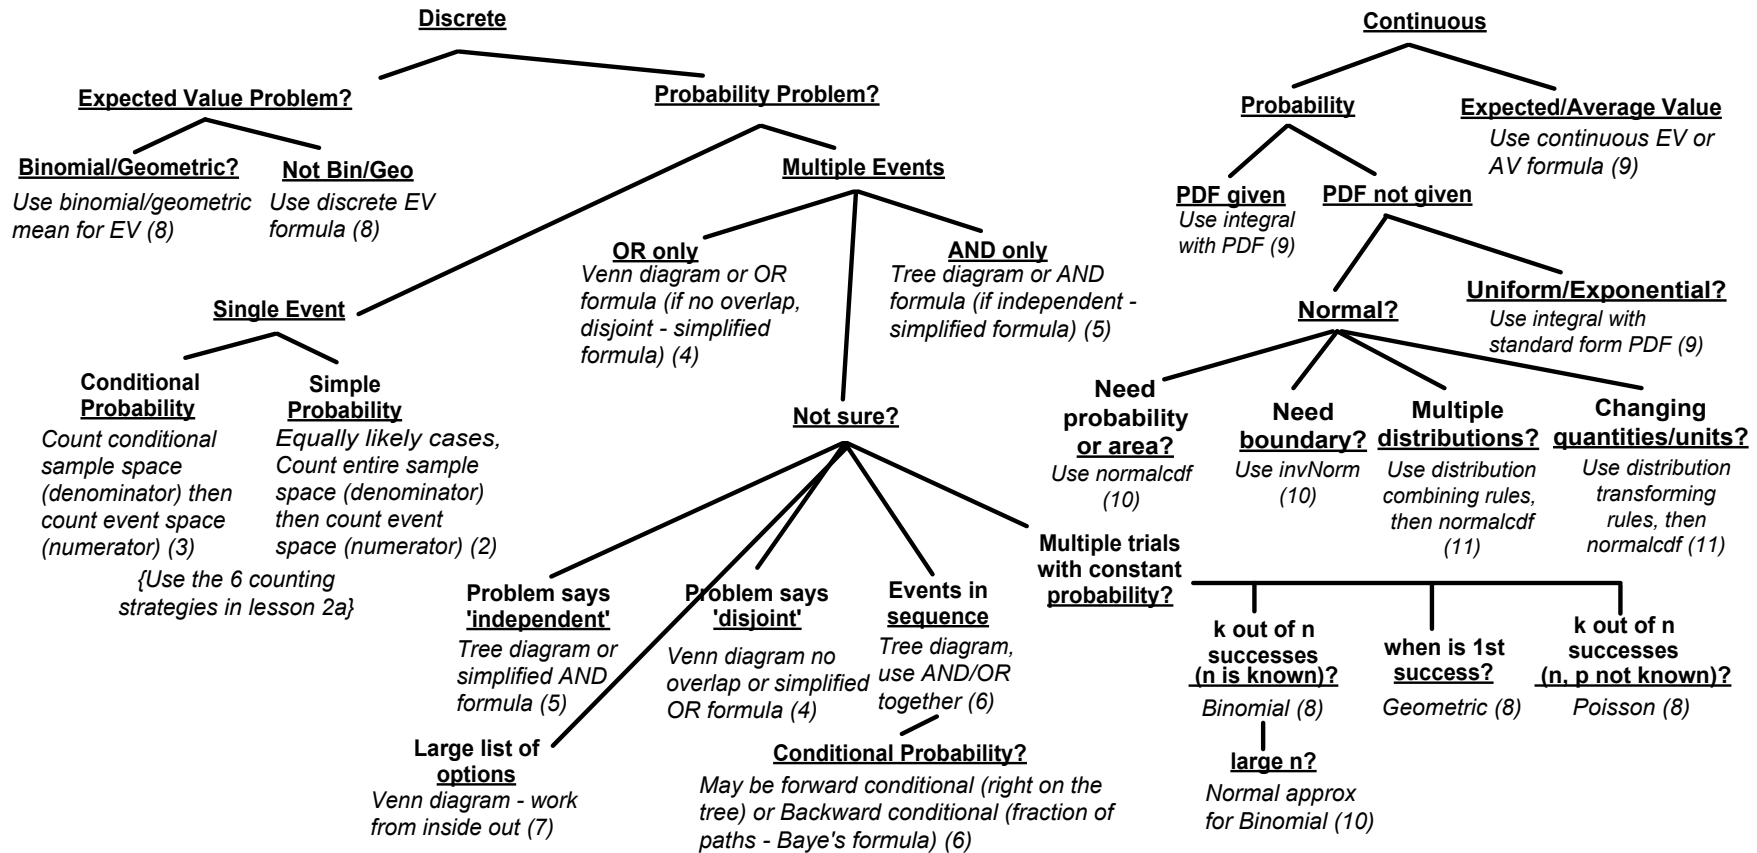 Discrete
Expected Value Problem?
Binomial/Geometric?
Use binomial/geometric
mean for EV (8)
Not Bin/Geo
Use discrete EV
formula (8)
Probability Problem?
Single Event
Conditional
Probability
Count conditional
sample space
(denominator) then
count event space
(numerator) (3)
Simple
Probability
Equally likely cases,
Count entire sample
space (denominator)
then count event
space (numerator) (2)
{Use the 6 counting
strategies in lesson 2a}
Multiple Events
OR only
Venn diagram or OR
formula (if no overlap,
disjoint - simplified
formula) (4)
AND only
Tree diagram or AND
formula (if independent -
simplified formula) (5)
Not sure?
Problem says
'independent'
Tree diagram or
simplified AND
formula (5)
Large list of
options
Venn diagram - work
from inside out (7)
Problem says
'disjoint'
Venn diagram no
overlap or simplified
OR formula (4)
Events in
sequence
Tree diagram,
use AND/OR
together (6)
Conditional Probability?
May be forward conditional (right on the
tree) or Backward conditional (fraction of
paths - Baye's formula) (6)
Multiple trials
with constant
probability?
k out of n
successes
(n is known)?
Binomial (8)
large n?
Normal approx
for Binomial (10)
when is 1st
success?
Geometric (8)
k out of n
successes
(n, p not known)?
Poisson (8)
Continuous
Probability
PDF given
Use integral
with PDF (9)
PDF not given
Normal?
Need
probability
or area?
Use normalcdf
(10)
Need
boundary?
Use invNorm
(10)
Multiple
distributions?
Use distribution
combining rules,
then normalcdf
(11)
Changing
quantities/units?
Use distribution
transforming
rules, then
normalcdf (11)
Uniform/Exponential?
Use integral with
standard form PDF (9)
Expected/Average Value
Use continuous EV or
AV formula (9)